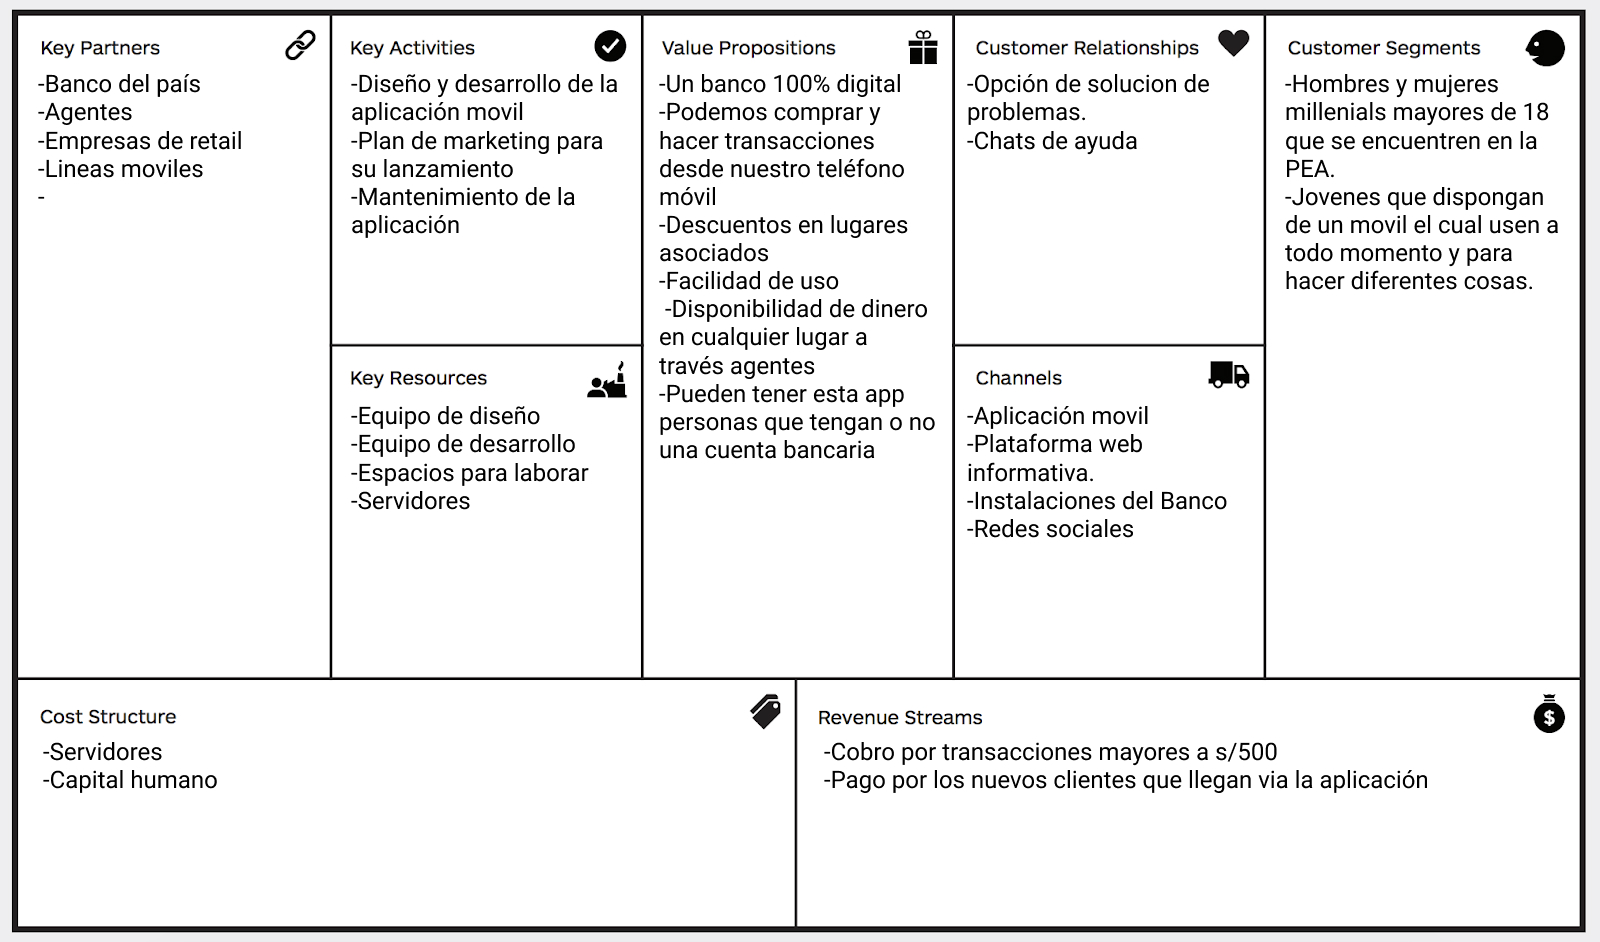 Key Partners
-Banco del país
-Agentes
-Empresas de retail
-Lineas moviles
-
Key Activities
-Diseño y desarrollo de la
aplicación movil
-Plan de marketing para
su lanzamiento
-Mantenimiento de la
aplicación
Key Resources
-Equipo de diseño
-Equipo de desarrollo
-Espacios para laborar
-Servidores
Value Propositions
-Un banco 100% digital
-Podemos comprar y
hacer transacciones
desde nuestro teléfono
móvil
-Descuentos en lugares
asociados
-Facilidad de uso
-Disponibilidad de dinero
en cualquier lugar a
través agentes
-Pueden tener esta app
personas que tengan o no
una cuenta bancaria
Customer Relationships
-Opción de solucion de
problemas.
-Chats de ayuda
Channels
-Aplicación movil
-Plataforma web
informativa.
-Instalaciones del Banco
-Redes sociales
Customer Segments
-Hombres y mujeres
millenials mayores de 18
que se encuentren en la
PEA.
-Jovenes que dispongan
de un movil el cual usen a
todo momento y para
hacer diferentes cosas.
Cost Structure
-Servidores
-Capital humano
Revenue Streams
$
-Cobro por transacciones mayores a s/500
-Pago por los nuevos clientes que llegan via la aplicación